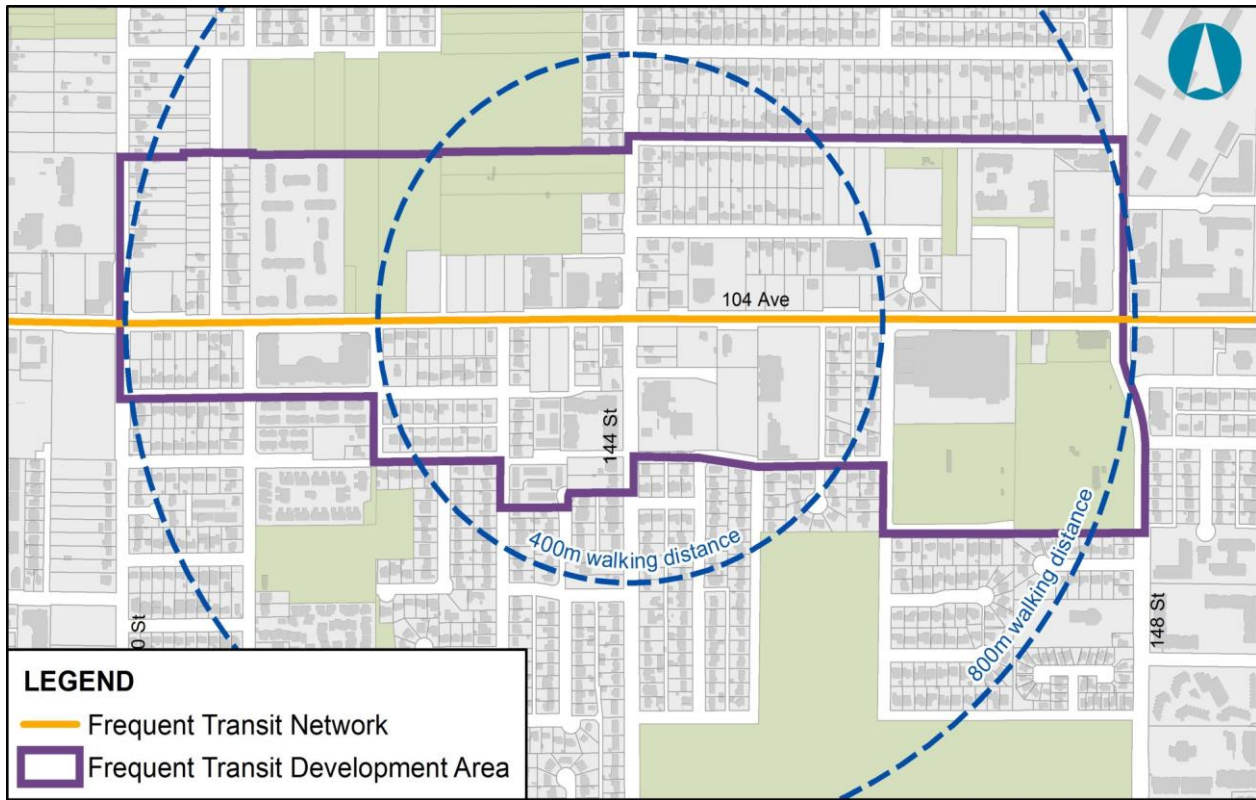 104 Ave
144 St
400m walking distance
800m walking distance
0 St
148 St
LEGEND
Frequent Transit Network
Frequent Transit Development Area